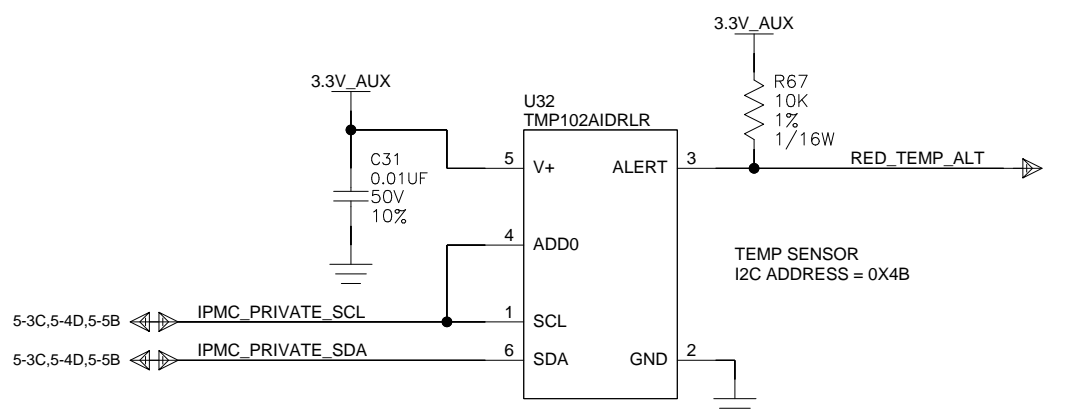 3.3V_AUX
R67
10K
1%
1/16W
3.3V_AUX
U32
TMP102AIDRLR
C31
0.01UF
50V
10%
5 V+
ALERT 3
RED_TEMP_ALT
4 ADD0
TEMP SENSOR
I2C ADDRESS = 0X4B
5-3C,5-4D,5-5B IPMC_PRIVATE_SCL 1 SCL
5-3C,5-4D,5-5B IPMC_PRIVATE_SDA 6 SDA
GND 2